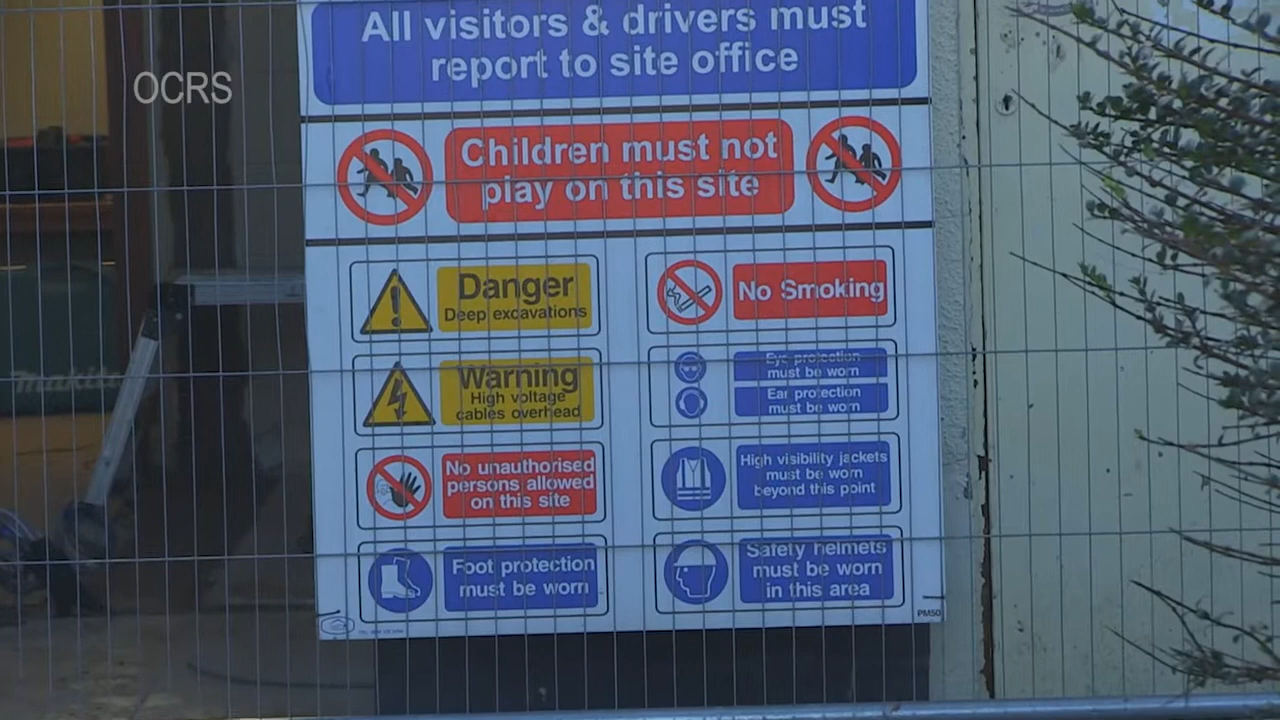 All visitors & drivers must
report to site office
OCRS
Children must not
play on this site
Danger
Deep excavations
No Smoking
Warning
High voltage
cables overhead
Eye protection
must be worn
Ear protection
must be worn
No unauthorised
persons allowed
on this site
High visibility jackets
must be worn
beyond this point
Foot protection
must be worn
Safety helmets
must be worn
in this area
PM50
makita